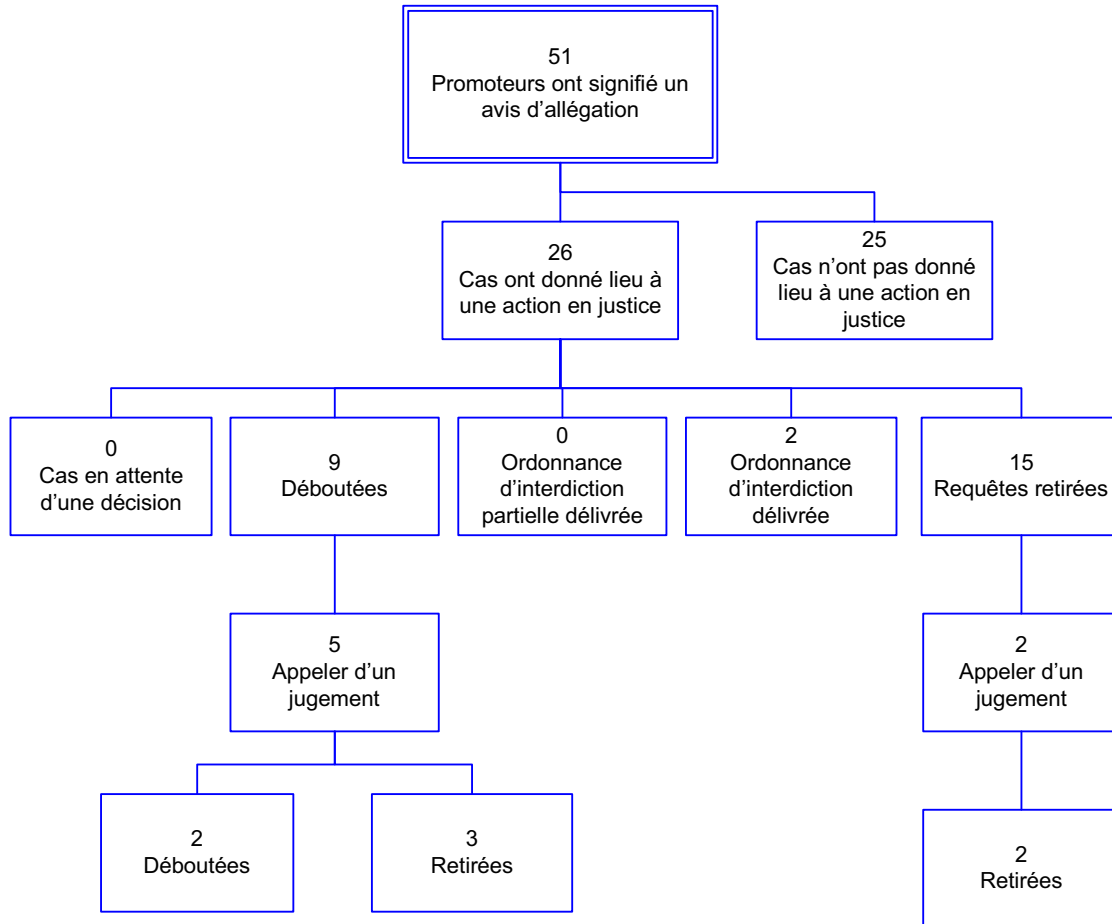 51
Promoteurs ont signifié un
avis d’allégation
26
Cas ont donné lieu à
une action en justice
25
Cas n’ont pas donné
lieu à une action en
justice
0
Cas en attente
d’une décision
9
Déboutées
0
Ordonnance
d’interdiction
partielle délivrée
2
Ordonnance
d’interdiction
délivrée
15
Requêtes retirées
5
Appeler d’un
jugement
2
Appeler d’un
jugement
2
Déboutées
3
Retirées
2
Retirées